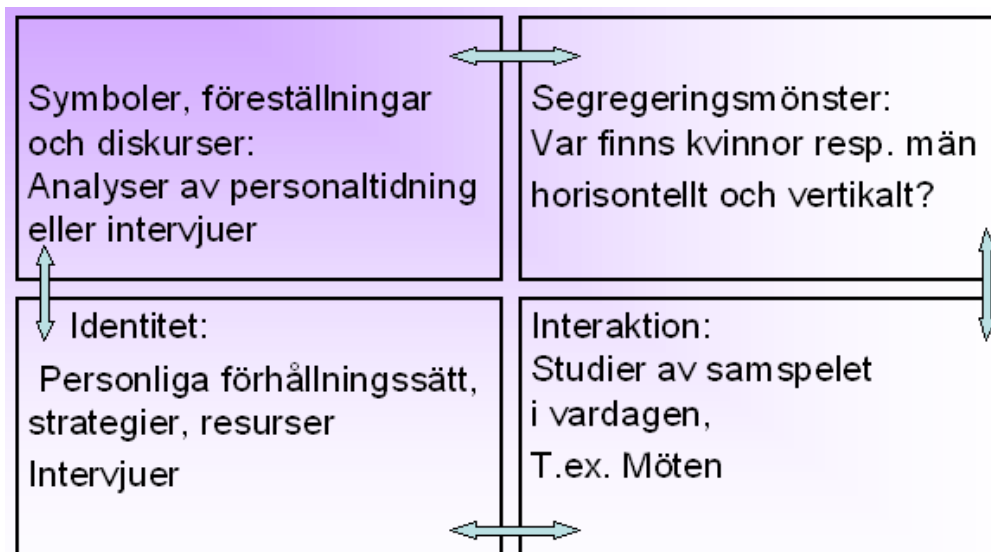 Symboler, föreställningar
och diskurser:
Analyser av personaltidning
eller intervjuer
Segregeringsmönster:
Var finns kvinnor resp. män
horisontellt och vertikalt?
Identitet:
Personliga förhållningssätt,
strategier, resurser
Intervjuer
Interaktion:
Studier av samspelet
i vardagen,
T.ex. Möten